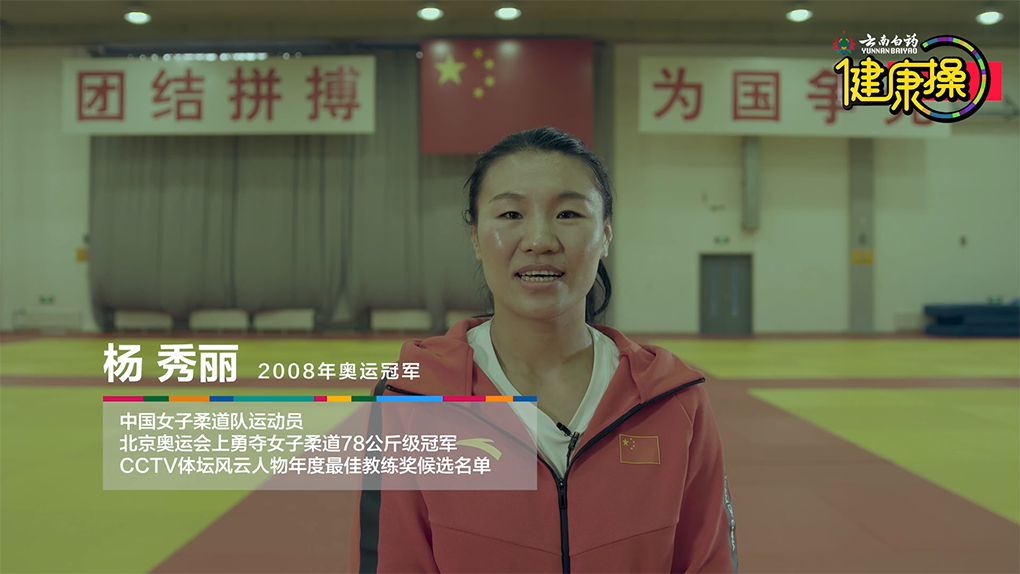 云南白药
YUNNAN BAIYAO
健康操
团结拼搏
为国争光
杨 秀丽 2008年奥运冠军
中国女子柔道队运动员
北京奥运会上勇夺女子柔道78公斤级冠军
CCTV体坛风云人物年度最佳教练奖候选名单